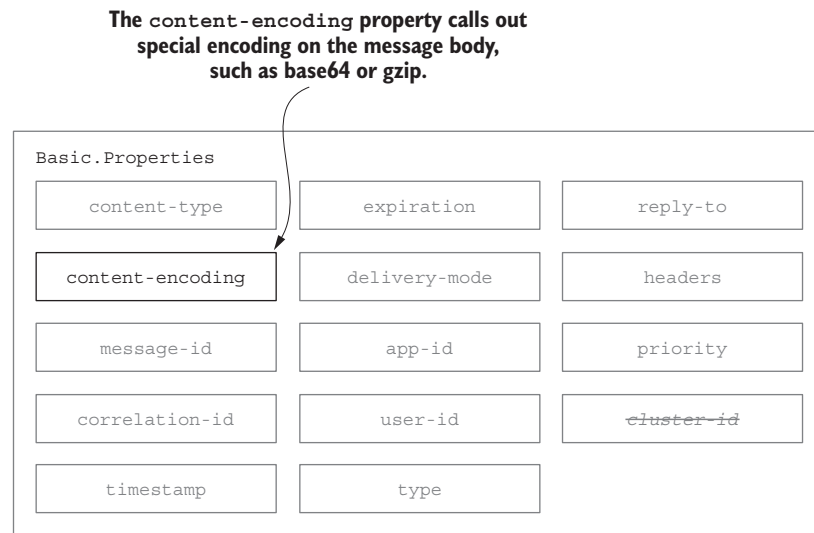 The content-encoding property calls out
special encoding on the message body,
such as base64 or gzip.
Basic.Properties
content-type
expiration
reply-to
content-encoding
delivery-mode
headers
message-id
app-id
priority
correlation-id
user-id
cluster-id
timestamp
type